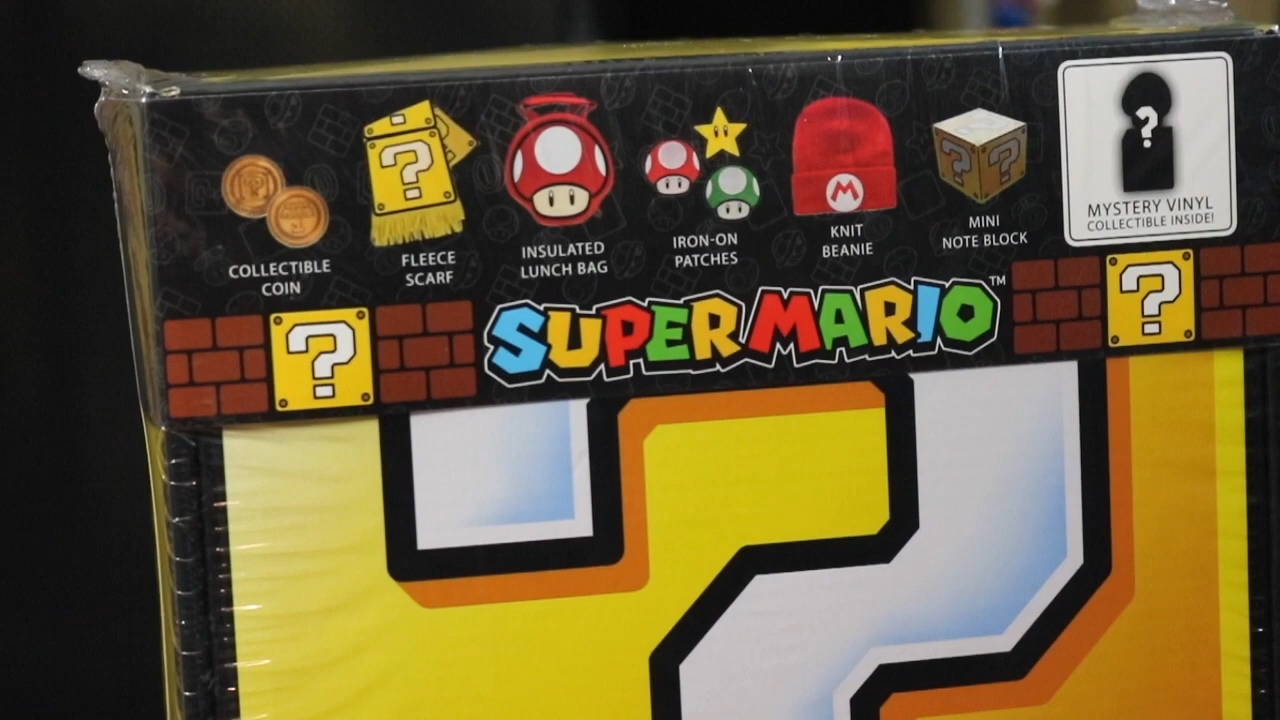 COLLECTIBLE
COIN
FLEECE
SCARF
INSULATED
LUNCH BAG
IRON-ON
PATCHES
M
KNIT
BEANIE
MINI
NOTE BLOCK
?
MYSTERY VINYL
COLLECTIBLE INSIDE!
?
SUPER MARIO™
?